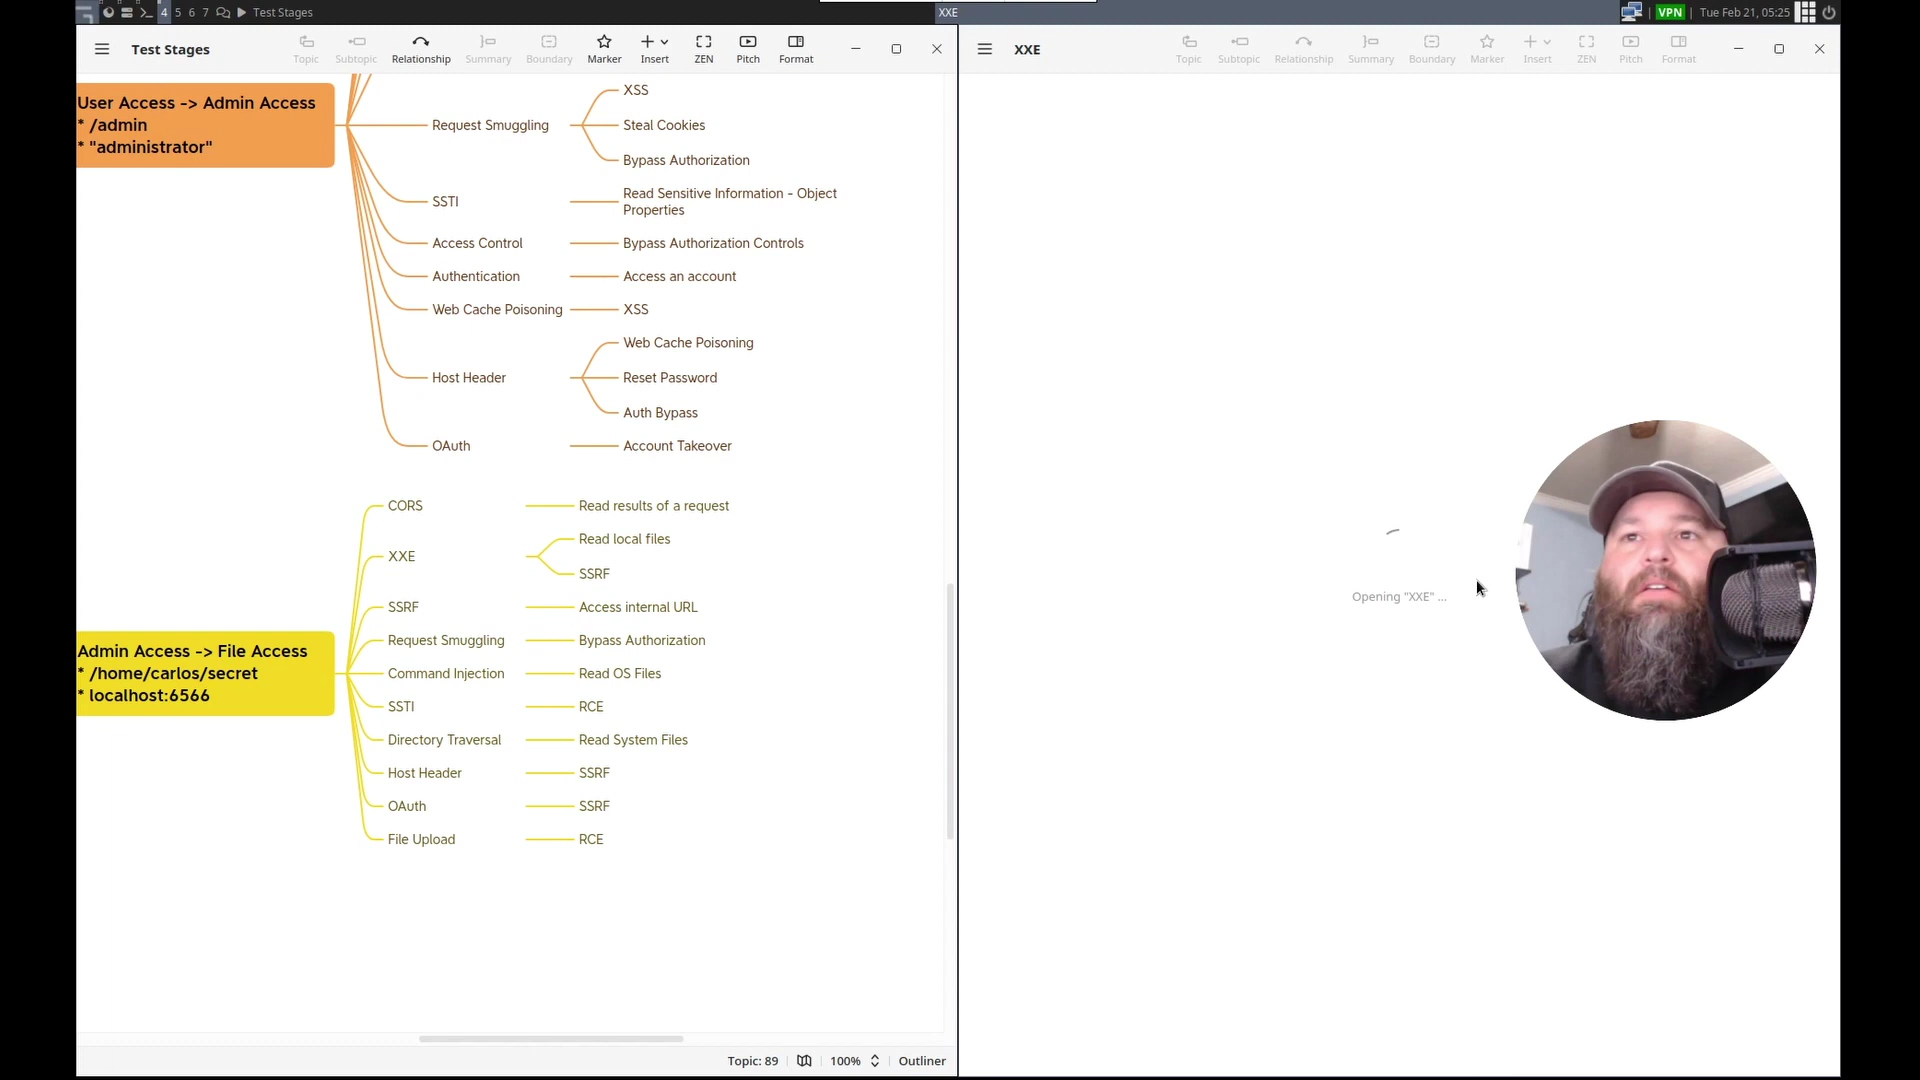 4 5 6 7 Test Stages
XXE
VPN | Tue Feb 21, 05:25
Test Stages
Topic Subtopic Relationship Summary Boundary Marker Insert ZEN Pitch Format
XXE
Topic Subtopic Relationship Summary Boundary Marker Insert ZEN Pitch Format
User Access -> Admin Access
* /admin
* "administrator"
Request Smuggling
XSS
Steal Cookies
Bypass Authorization
SSTI
Read Sensitive Information - Object
Properties
Access Control
Bypass Authorization Controls
Authentication
Access an account
Web Cache Poisoning
XSS
Host Header
Web Cache Poisoning
Reset Password
Auth Bypass
OAuth
Account Takeover
Admin Access -> File Access
* /home/carlos/secret
* localhost:6566
CORS
Read results of a request
XXE
Read local files
SSRF
SSRF
Access internal URL
Request Smuggling
Bypass Authorization
Command Injection
Read OS Files
SSTI
RCE
Directory Traversal
Read System Files
Host Header
SSRF
OAuth
SSRF
File Upload
RCE
Opening "XXE" ...
Topic: 89
100%
Outliner